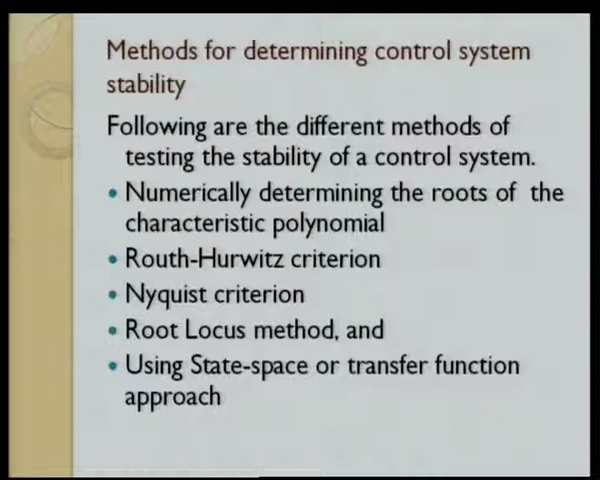 Methods for determining control system
stability
Following are the different methods of
testing the stability of a control system.
• Numerically determining the roots of the
characteristic polynomial
• Routh-Hurwitz criterion
• Nyquist criterion
• Root Locus method, and
• Using State-space or transfer function
approach